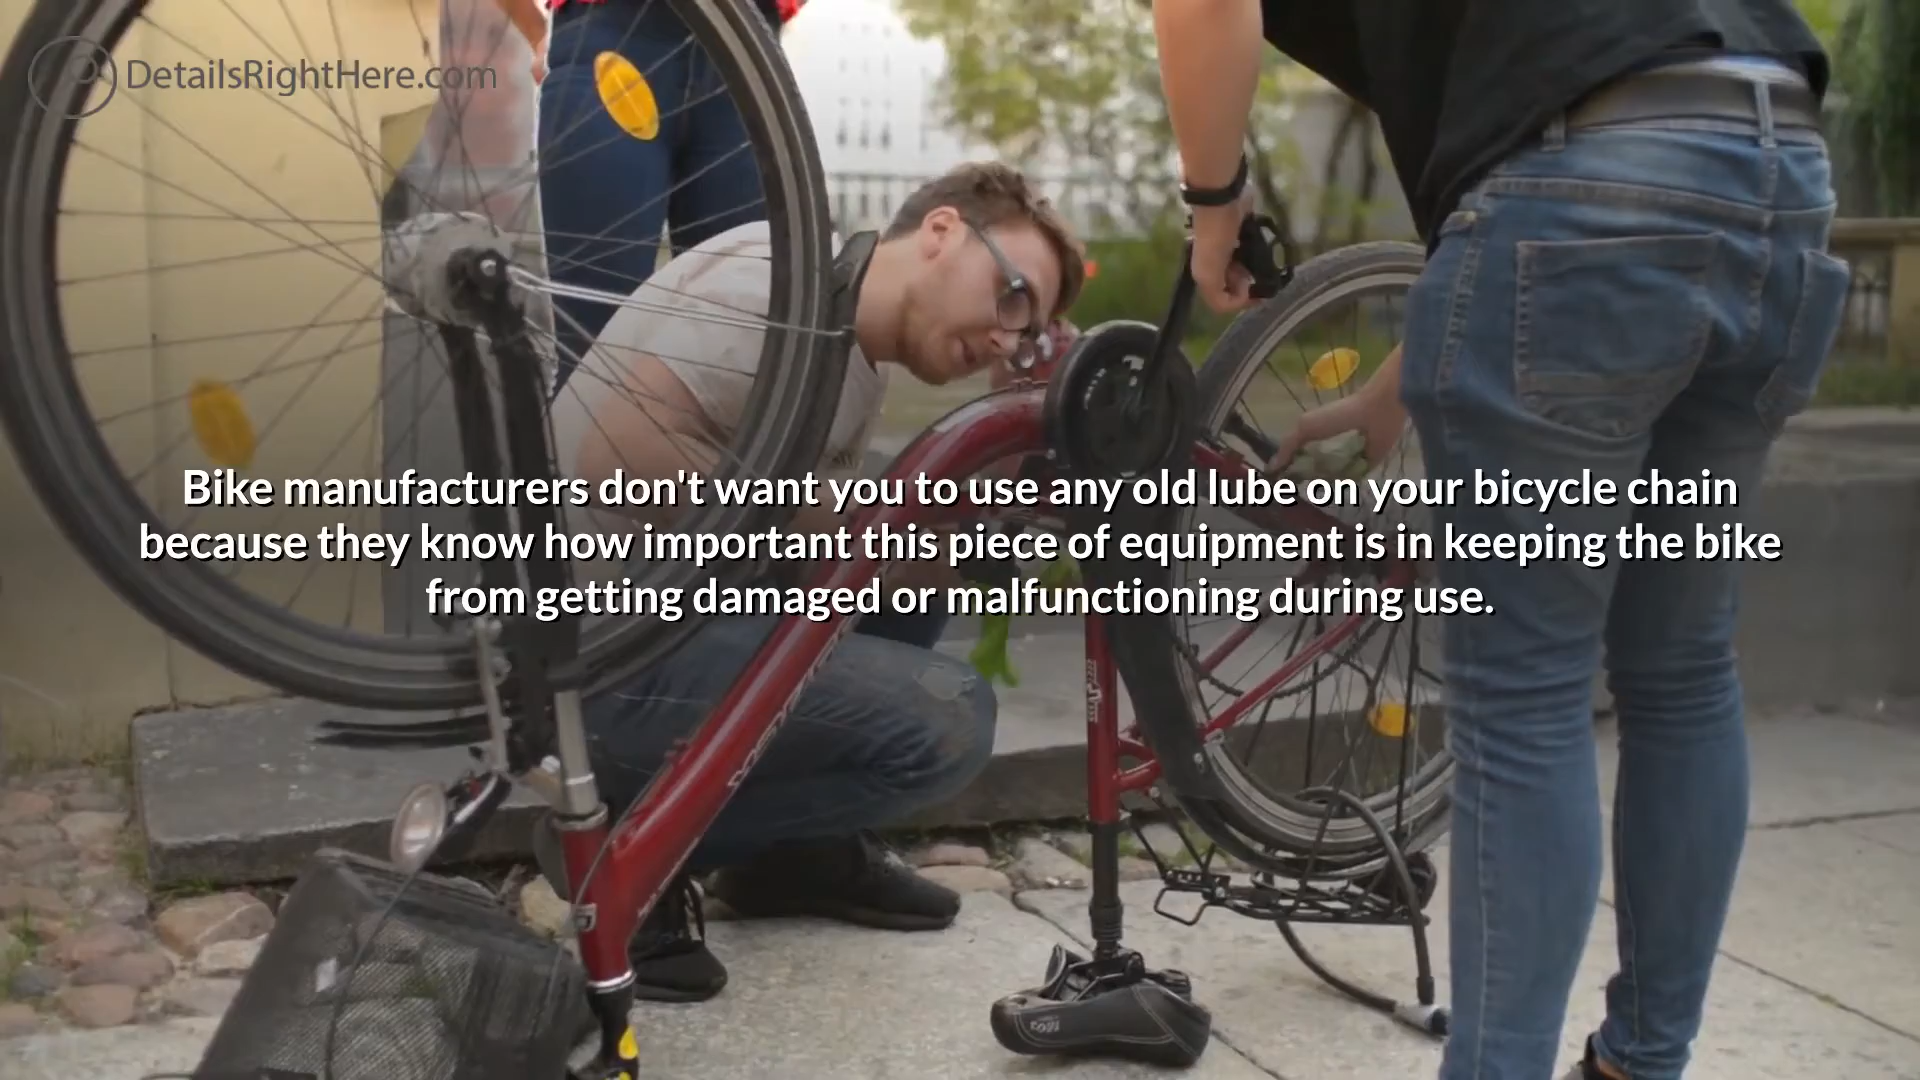 DetailsRightHere.com
Bike manufacturers don't want you to use any old lube on your bicycle chain
because they know how important this piece of equipment is in keeping the bike
from getting damaged or malfunctioning during use.